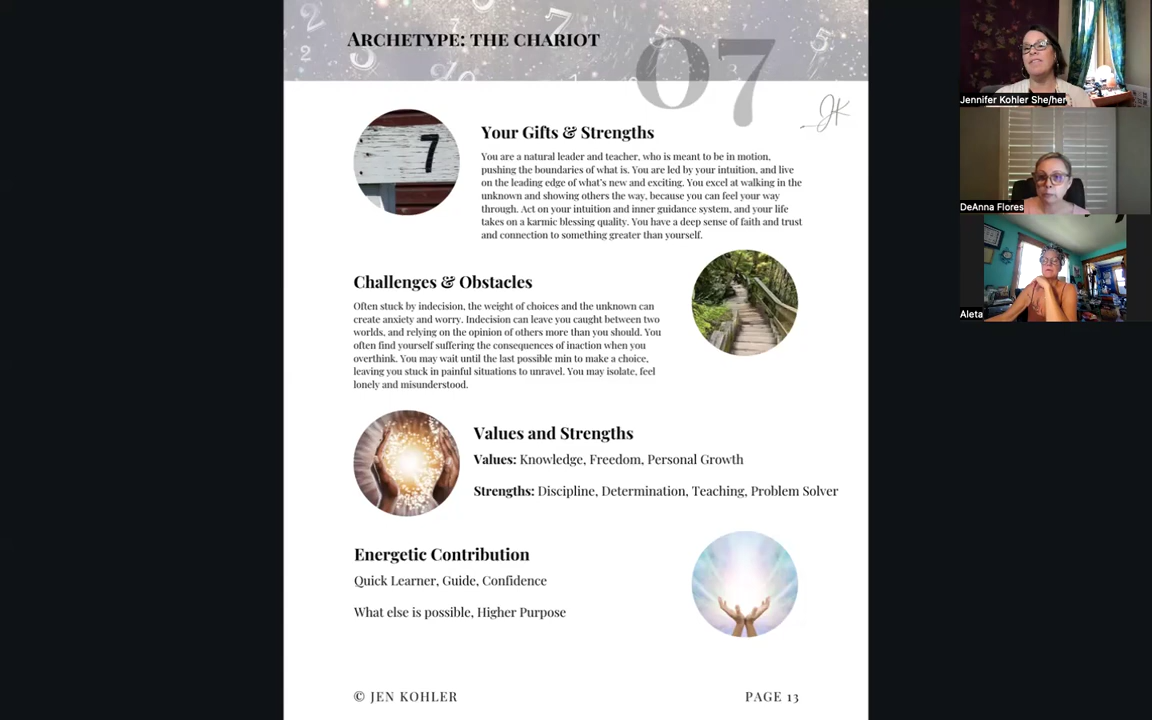 ARCHETYPE: THE CHARIOT
07
JK
7
Your Gifts & Strengths
You are a natural leader and teacher, who is meant to be in motion,
pushing the boundaries of what is. You are led by your intuition, and live
on the leading edge of what's new and exciting. You excel at walking in the
unknown and showing others the way, because you can feel your way
through. Act on your intuition and inner guidance system, and your life
takes on a karmic blessing quality. You have a deep sense of faith and trust
and connection to something greater than yourself.
Challenges & Obstacles
Often stuck by indecision, the weight of choices and the unknown can
create anxiety and worry. Indecision can leave you caught between two
worlds, and relying on the opinion of others more than you should. You
often find yourself suffering the consequences of inaction when you
overthink. You may wait until the last possible min to make a choice,
leaving you stuck in painful situations to unravel. You may isolate, feel
lonely and misunderstood.
Values and Strengths
Values: Knowledge, Freedom, Personal Growth
Strengths: Discipline, Determination, Teaching, Problem Solver
Energetic Contribution
Quick Learner, Guide, Confidence
What else is possible, Higher Purpose
© JEN KOHLER
PAGE 13
Jennifer Kohler She/her
DeAnna Flores
Aleta